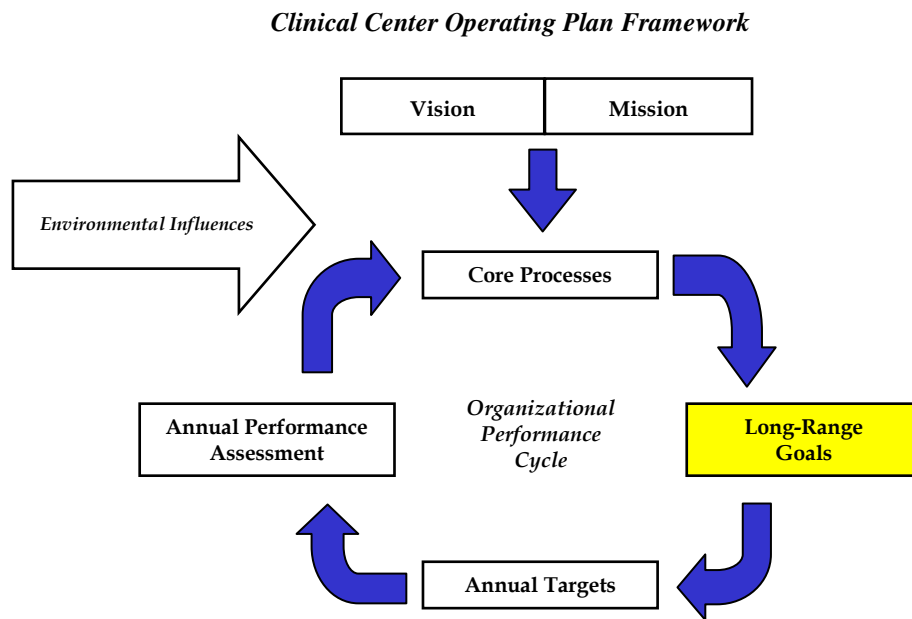 Clinical Center Operating Plan Framework
Vision
Mission
Environmental Influences
Core Processes
Annual Performance
Assessment
Organizational
Performance
Cycle
Long-Range
Goals
Annual Targets